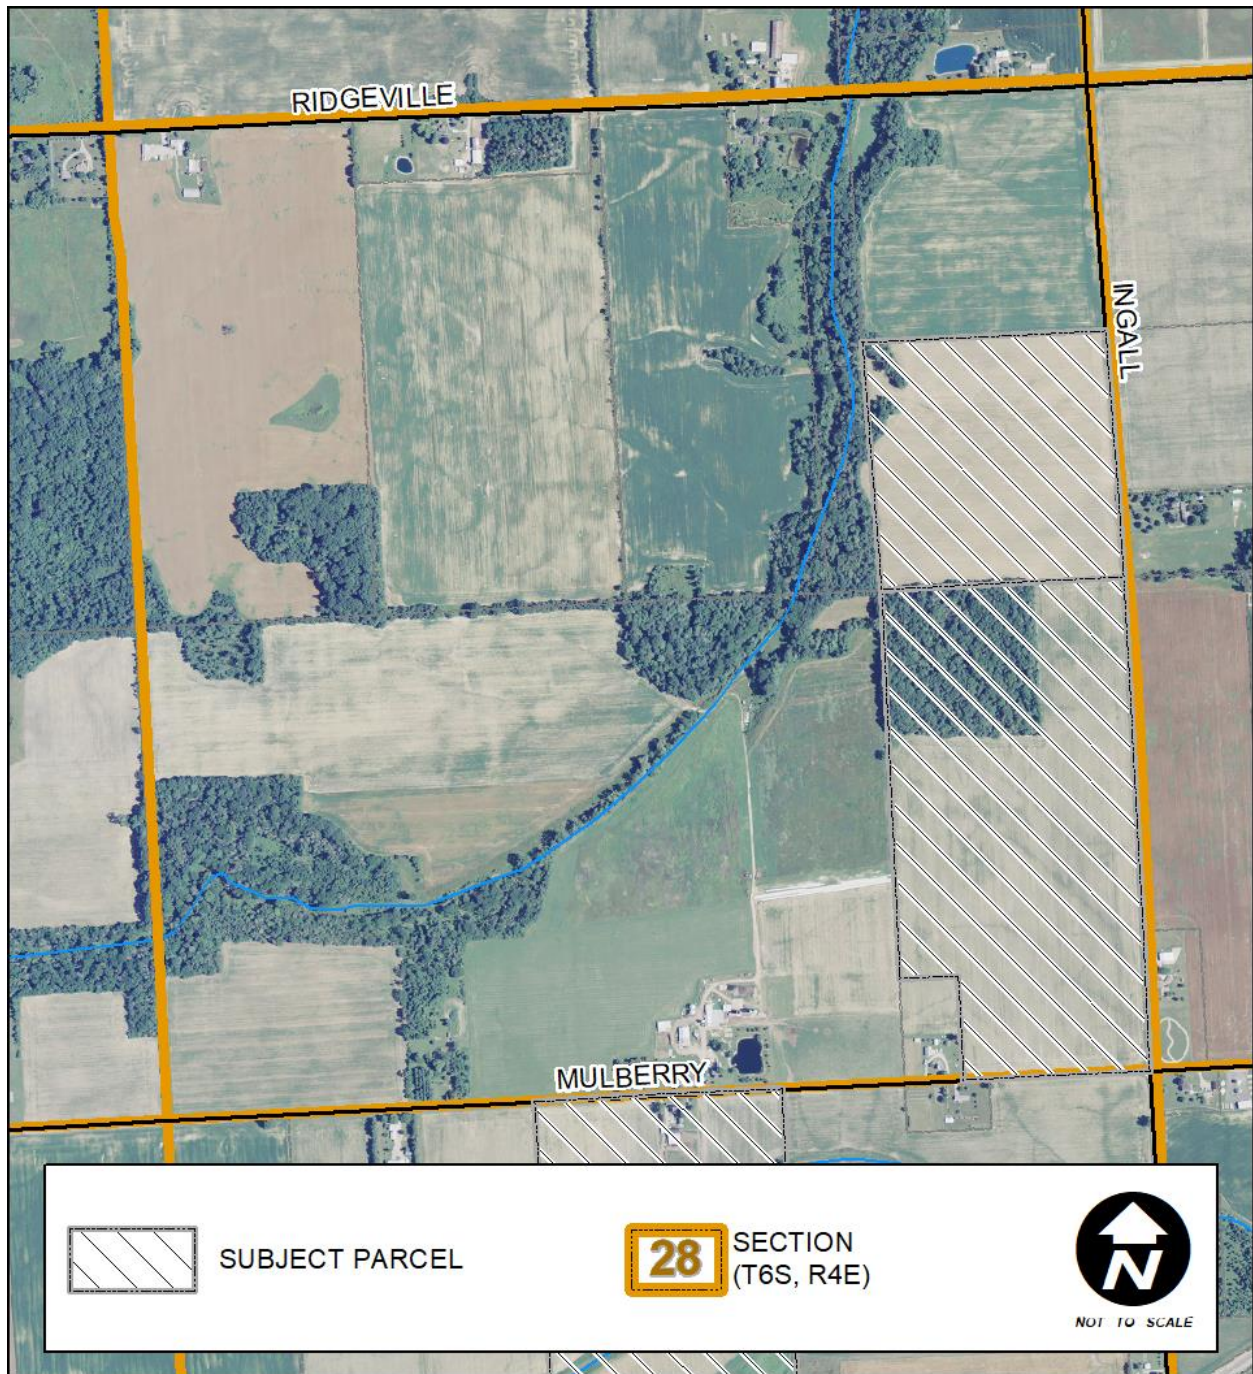 RIDGEVILLE
INGALL
MULBERRY
SUBJECT PARCEL
28
SECTION
(T6S, R4E)
N
NOT TO SCALE